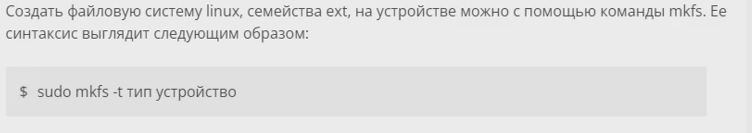 Создать файловую систему linux, семейства ext, на устройстве можно с помощью команды mkfs. Ее
синтаксис выглядит следующим образом:
$ sudo mkfs -t тип устройство